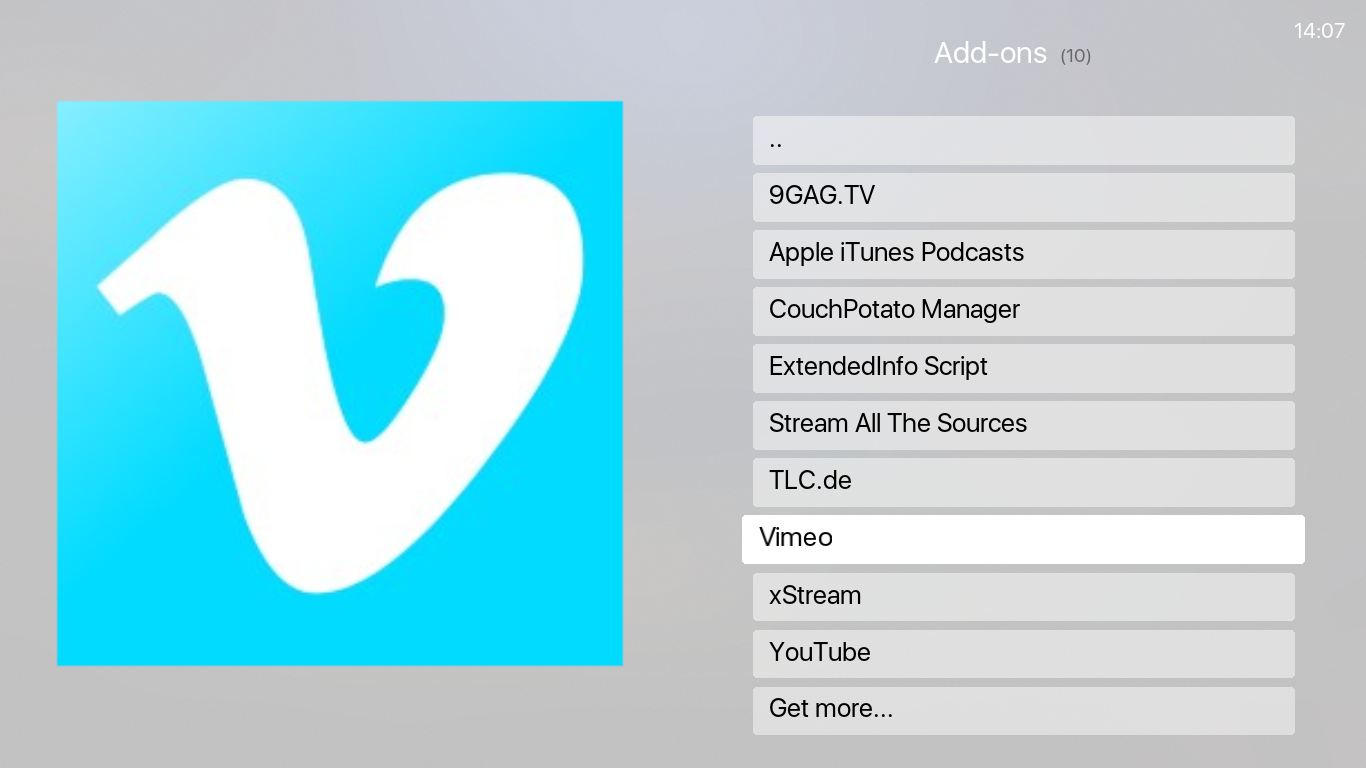 14:07
Add-ons (10)
..
9GAG.TV
Apple iTunes Podcasts
CouchPotato Manager
ExtendedInfo Script
Stream All The Sources
TLC.de
Vimeo
xStream
YouTube
Get more...